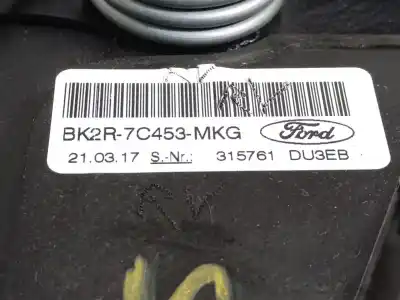 BK2R-7C453-MKG Ford
21.03.17 S.-Nr.: 315761 DU3EB